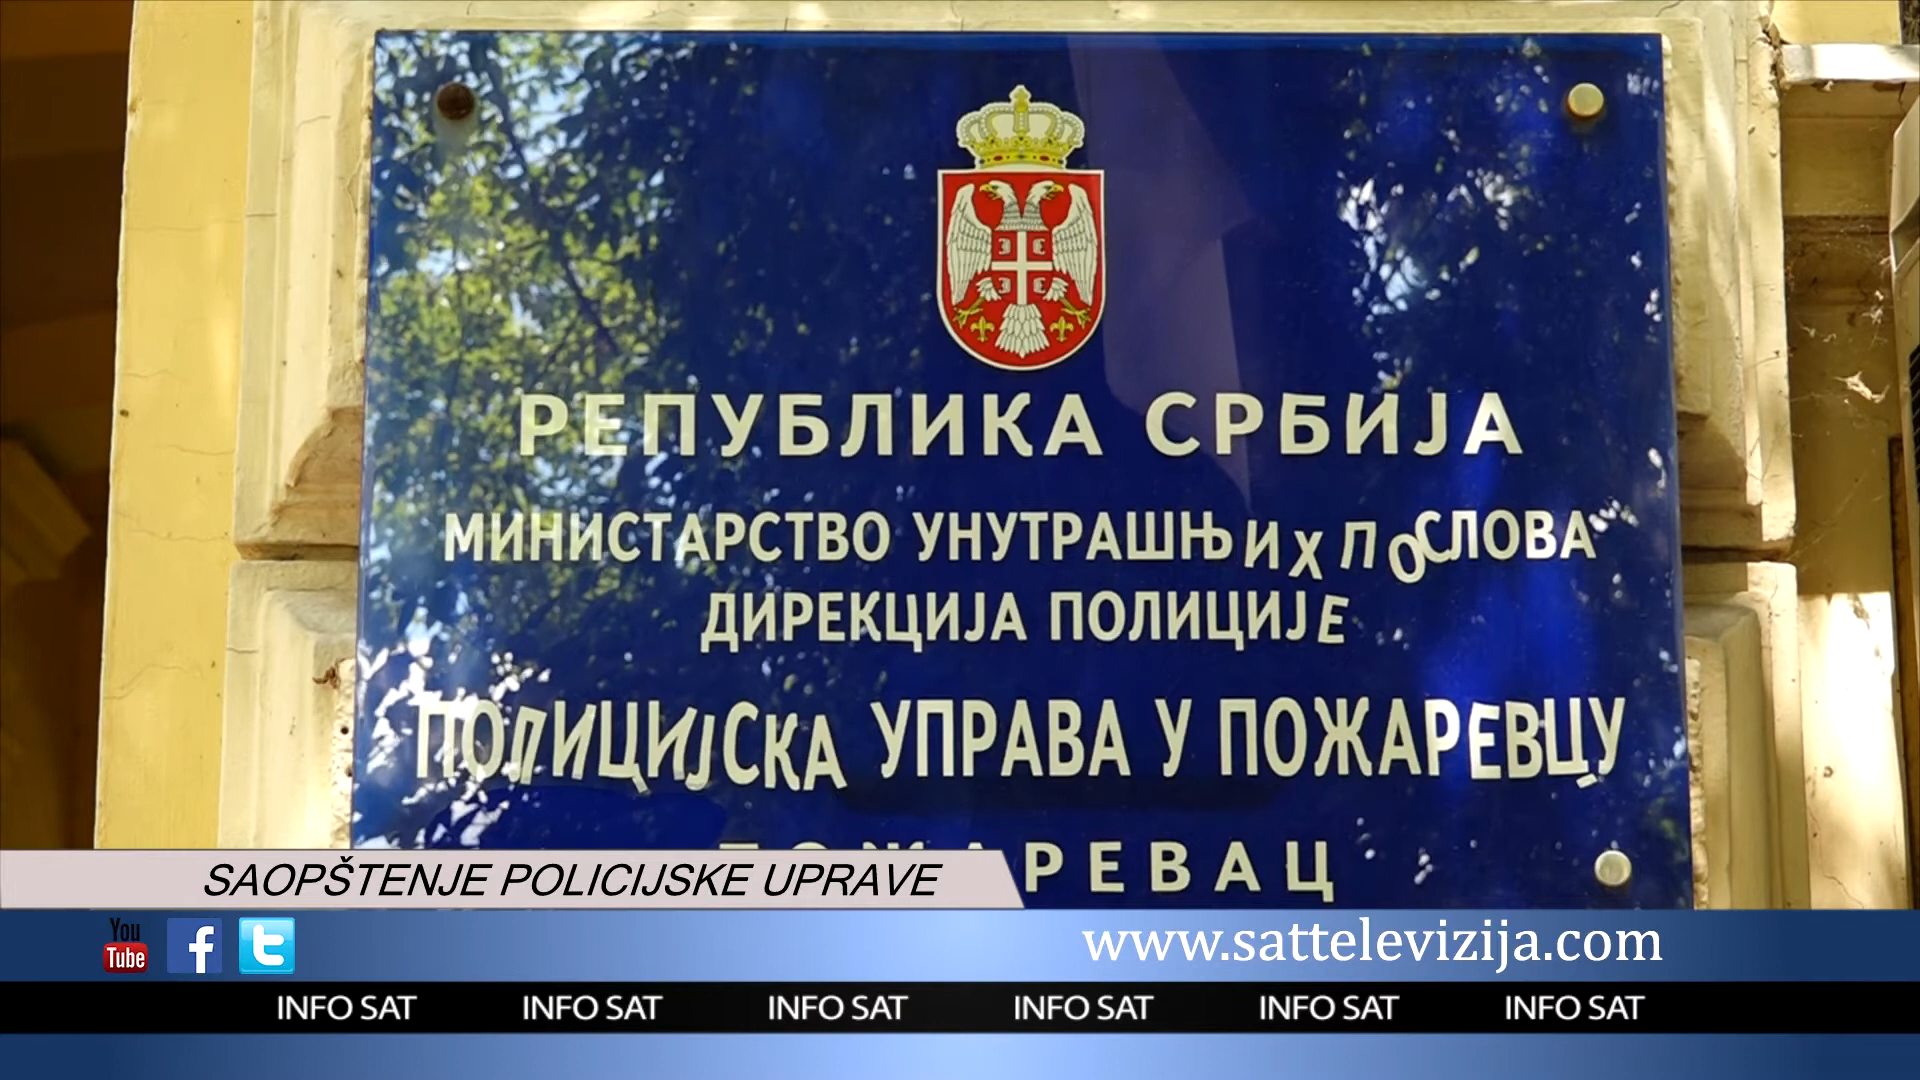 РЕПУБЛИКА СРБИЈА
МИНИСТАРСТВО УНУТРАШЊИХ ПОСЛОВА
ДИРЕКЦИЈА ПОЛИЦИЈЕ
ПОЛИЦИЈСКА УПРАВА У ПОЖАРЕВЦУ
ПОЖАРЕВАЦ
SAOPŠTENJE POLICIJSKE UPRAVE
You Tube f t www.sattelevizija.com
INFO SAT INFO SAT INFO SAT INFO SAT INFO SAT INFO SAT